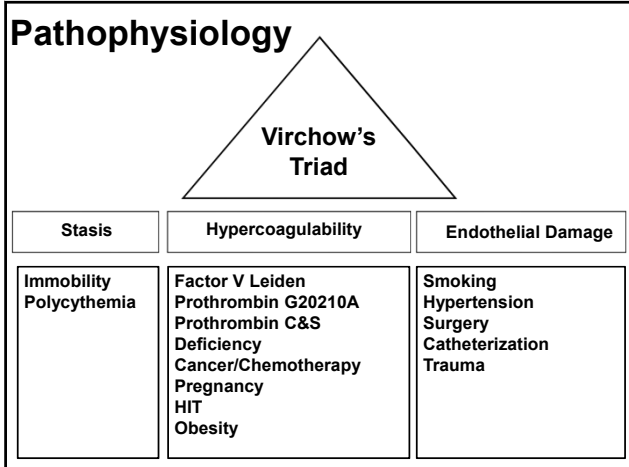 Pathophysiology
Virchow's
Triad
Stasis
Hypercoagulability
Endothelial Damage
Immobility
Polycythemia
Factor V Leiden
Prothrombin G20210A
Prothrombin C&S
Deficiency
Cancer/Chemotherapy
Pregnancy
HIT
Obesity
Smoking
Hypertension
Surgery
Catheterization
Trauma